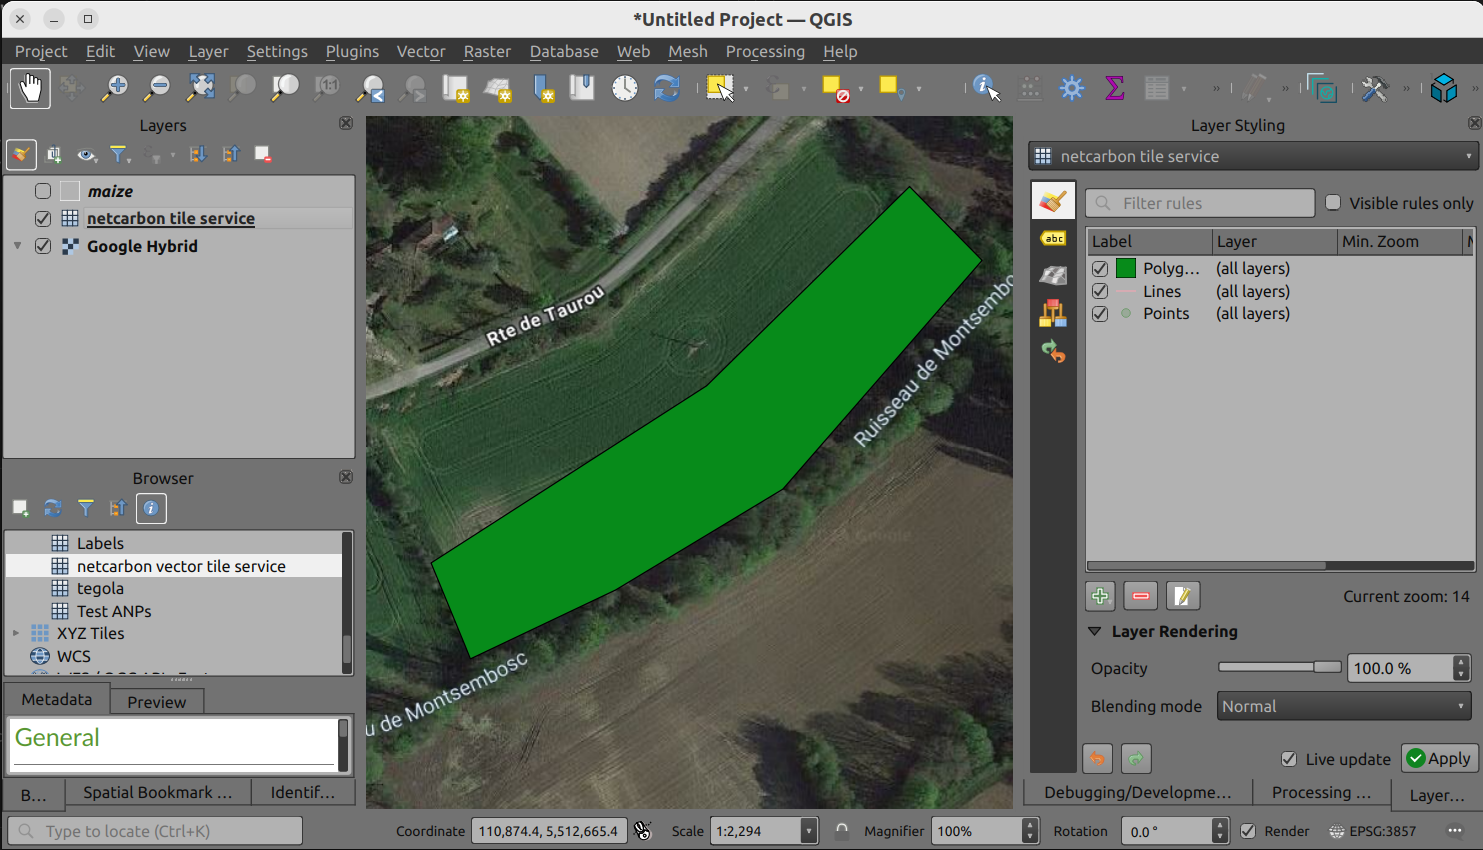 *Untitled Project — QGIS
Project Edit View Layer Settings Plugins Vector Raster Database Web Mesh Processing Help
Layers
maize
netcarbon tile service
Google Hybrid
Browser
Labels
netcarbon vector tile service
tegola
Test ANPs
XYZ Tiles
WCS
Metadata
Preview
General
B...
Spatial Bookmark ...
Identif...
Rte de Taurou
Ruisseau de Montsembo
u de Montsembosc
Layer Styling
netcarbon tile service
Filter rules
Visible rules only
abc
Label Layer Min. Zoom
Polyg... (all layers)
Lines (all layers)
Points (all layers)
Current zoom: 14
Layer Rendering
Opacity 100.0 %
Blending mode Normal
Live update
Apply
Debugging/Developme...
Processing ...
Layer...
Type to locate (Ctrl+K)
Coordinate 110,874.4, 5,512,665.4
Scale 1:2,294
Magnifier 100%
Rotation 0.0 °
Render
EPSG:3857